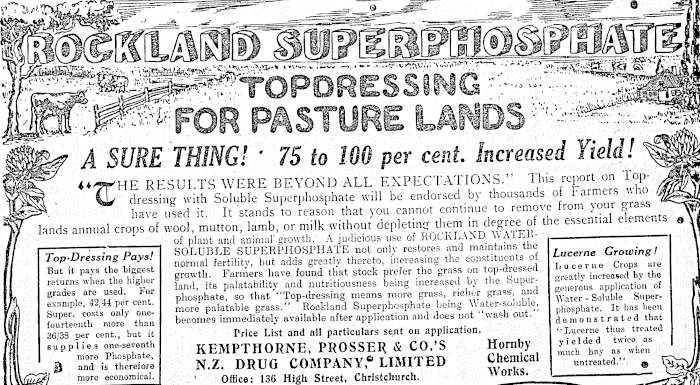 ROCKLAND SUPERPHOSPHATE
TOPDRESSING
FOR PASTURE LANDS
A SURE THING! · 75 to 100 per cent. Increased Yield!
"THE RESULTS WERE BEYOND ALL EXPECTATIONS." This report on Top-
dressing with Soluble Superphosphate will be endorsed by thousands of Farmers who
have used it. It stands to reason that you cannot continue to remove from your grass
lands annual crops of wool, mutton, lamb, or milk without depleting them in degree of the essential elements
of plant and animal growth. A judicious use of ROCKLAND WATER-
SOLUBLE SUPERPHOSPHATE not only restores and maintains the
normal fertility, but adds greatly thereto, increasing the constituents of
growth. Farmers have found that stock prefer the grass on top-dressed
land, its palatability and nutritiousness being increased by the Super-
phosphate, so that "Top-dressing means more grass, richer grass, and
more palatable grass." Rockland Superphosphate being Water-soluble,
becomes immediately available after application and does not "wash out."
Price List and all particulars sent on application.
KEMPTHORNE, PROSSER & CO.'S
N.Z. DRUG COMPANY, LIMITED
Office: 136 High Street, Christchurch.
Hornby
Chemical
Works.
Top-Dressing Pays!
But it pays the biggest
returns when the higher
grades are used. For
example, 42/44 per cent.
Super. costs only one-
fourteenth more than
36/38 per cent., but it
supplies one-seventh
more Phosphate,
and is therefore
more economical.
Lucerne Growing!
Lucerne Crops are
greatly increased by the
generous application of
Water-Soluble Super-
phosphate. It has been
demonstrated that
"Lucerne thus treated
yielded twice as
much hay as when
untreated."